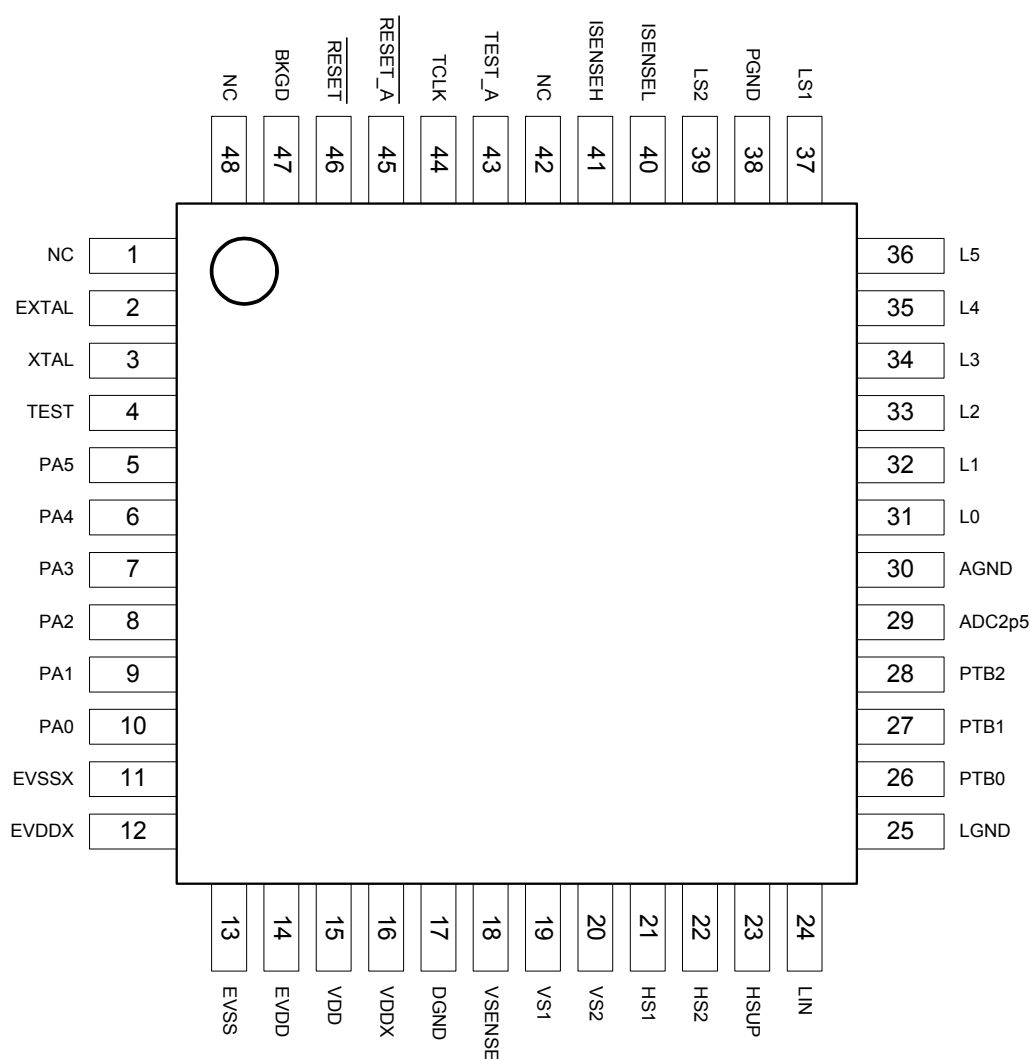 NC
BKGD
RESET
RESET_A
TCLK
TEST_A
NC
ISENSEH
ISENSEL
LS2
PGND
LS1
48
47
46
45
44
43
42
41
40
39
38
37
NC 1
EXTAL 2
XTAL 3
TEST 4
PA5 5
PA4 6
PA3 7
PA2 8
PA1 9
PA0 10
EVSSX 11
EVDDX 12
36 L5
35 L4
34 L3
33 L2
32 L1
31 L0
30 AGND
29 ADC2p5
28 PTB2
27 PTB1
26 PTB0
25 LGND
13
14
15
16
17
18
19
20
21
22
23
24
EVSS
EVDD
VDD
VDDX
DGND
VSENSE
VS1
VS2
HS1
HS2
HSUP
LIN